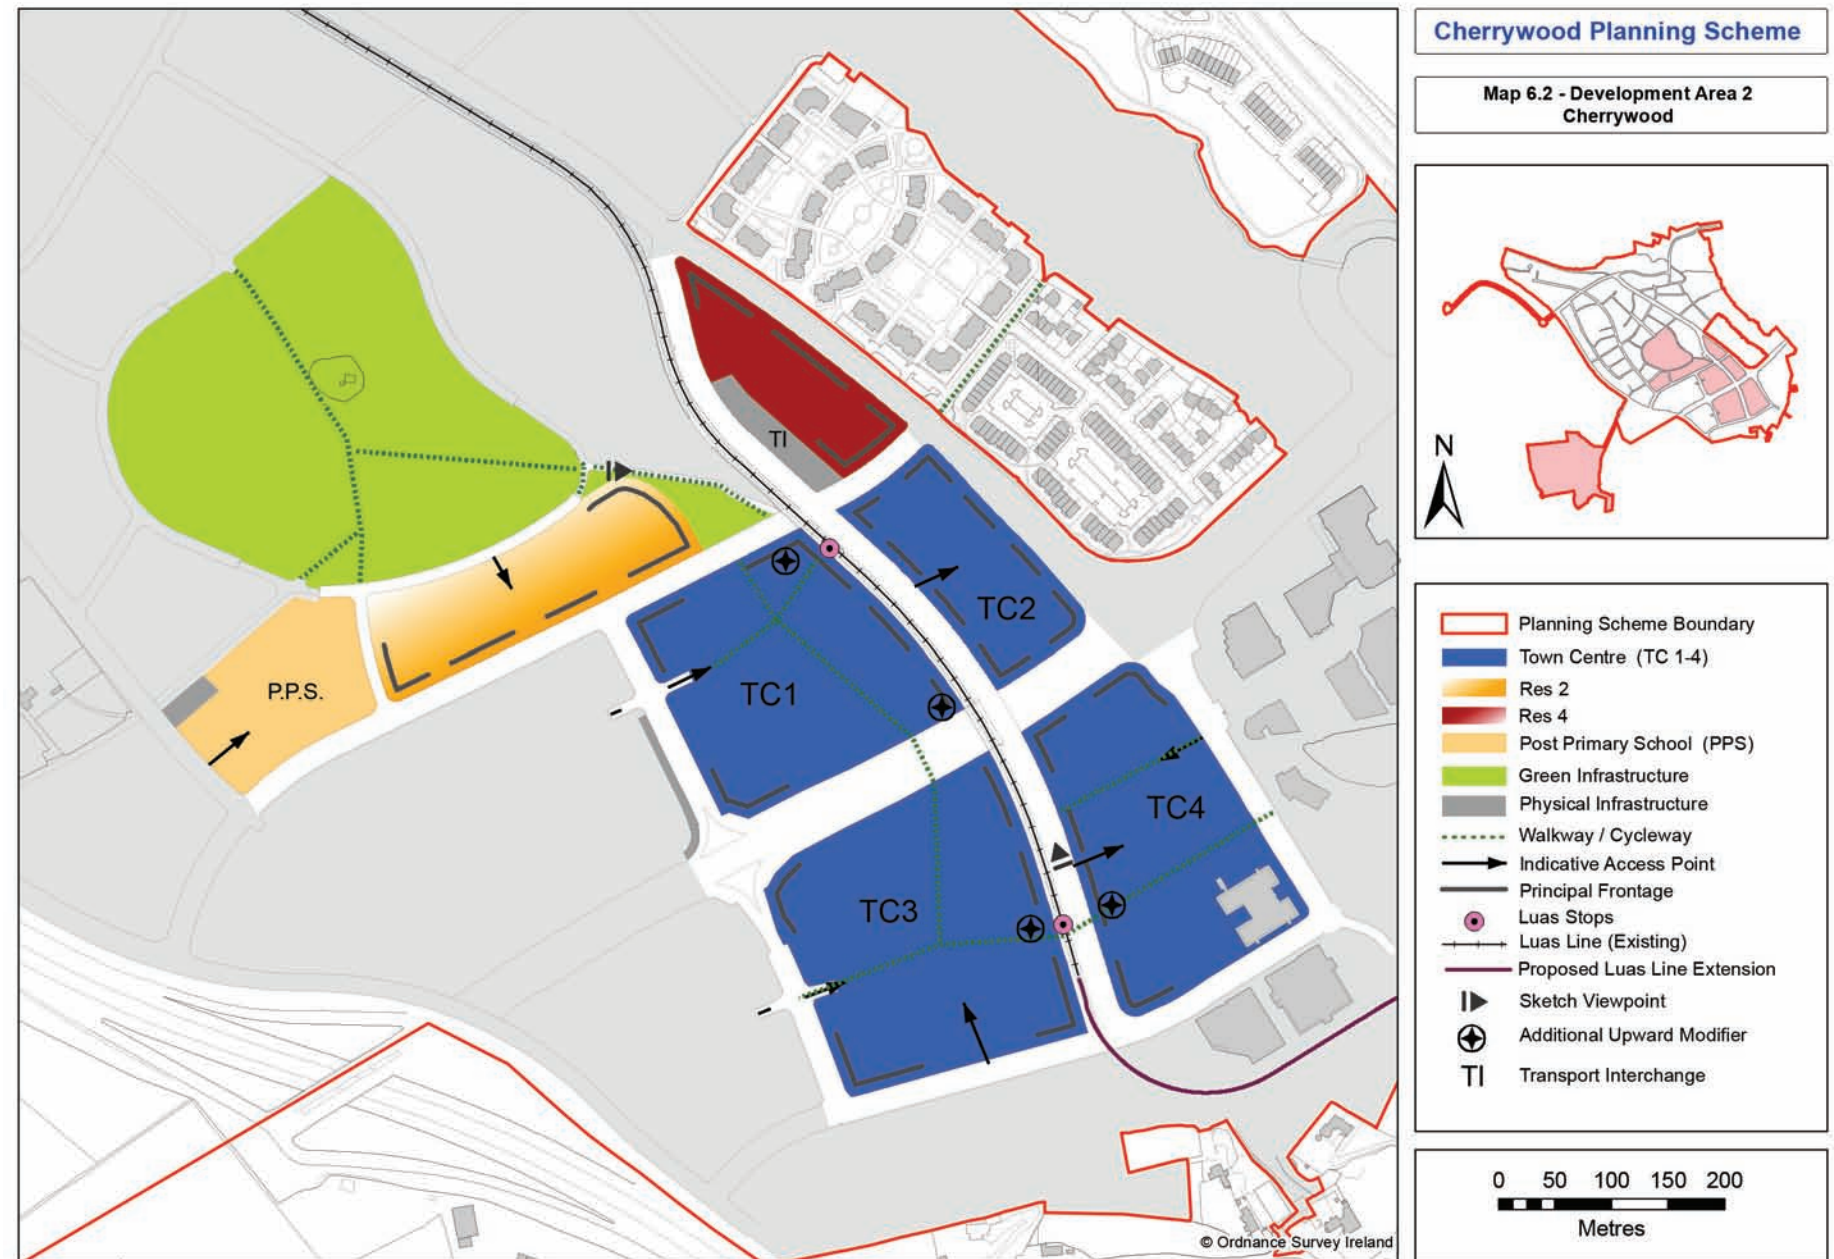 Cherrywood Planning Scheme
Map 6.2 - Development Area 2
Cherrywood
N
TI
TC2
P.P.S.
TC1
TC4
TC3
Planning Scheme Boundary
Town Centre (TC 1-4)
Res 2
Res 4
Post Primary School (PPS)
Green Infrastructure
Physical Infrastructure
Walkway / Cycleway
Indicative Access Point
Principal Frontage
Luas Stops
Luas Line (Existing)
Proposed Luas Line Extension
Sketch Viewpoint
Additional Upward Modifier
TI Transport Interchange
0 50 100 150 200
Metres
© Ordnance Survey Ireland